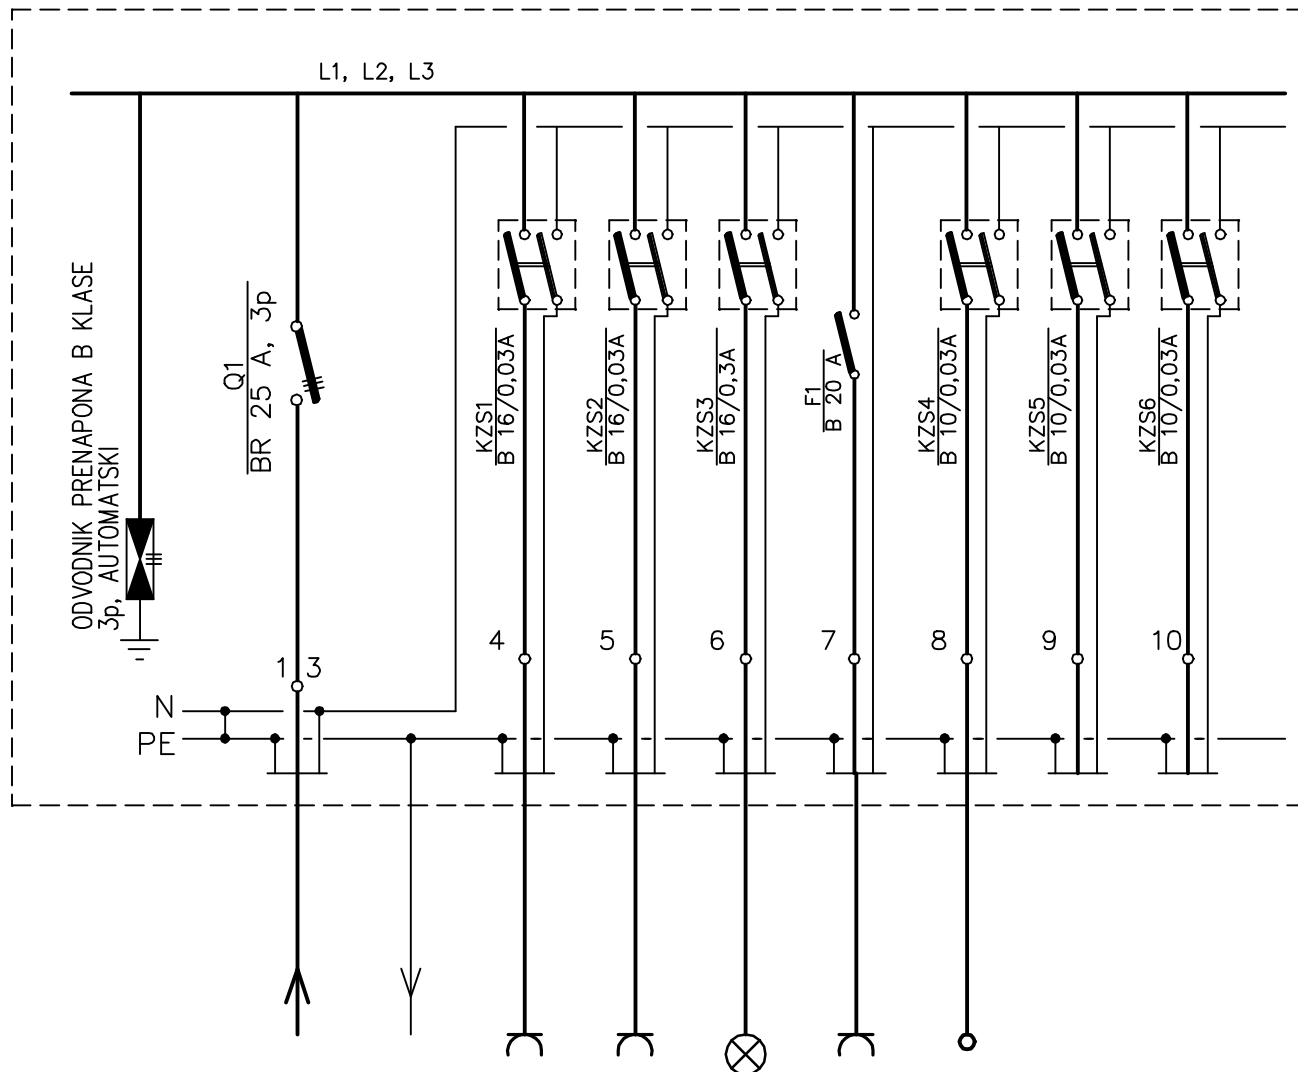 L1, L2, L3
ODVODNIK PRENAPONA B KLASE
3p, AUTOMATSKI
Q1
BR 25 A, 3p
KZS1
B 16/0,03A
KZS2
B 16/0,03A
KZS3
B 16/0,3A
F1
B 20 A
KZS4
B 10/0,03A
KZS5
B 10/0,03A
KZS6
B 10/0,03A
1 3
4
5
6
7
8
9
10
N
PE